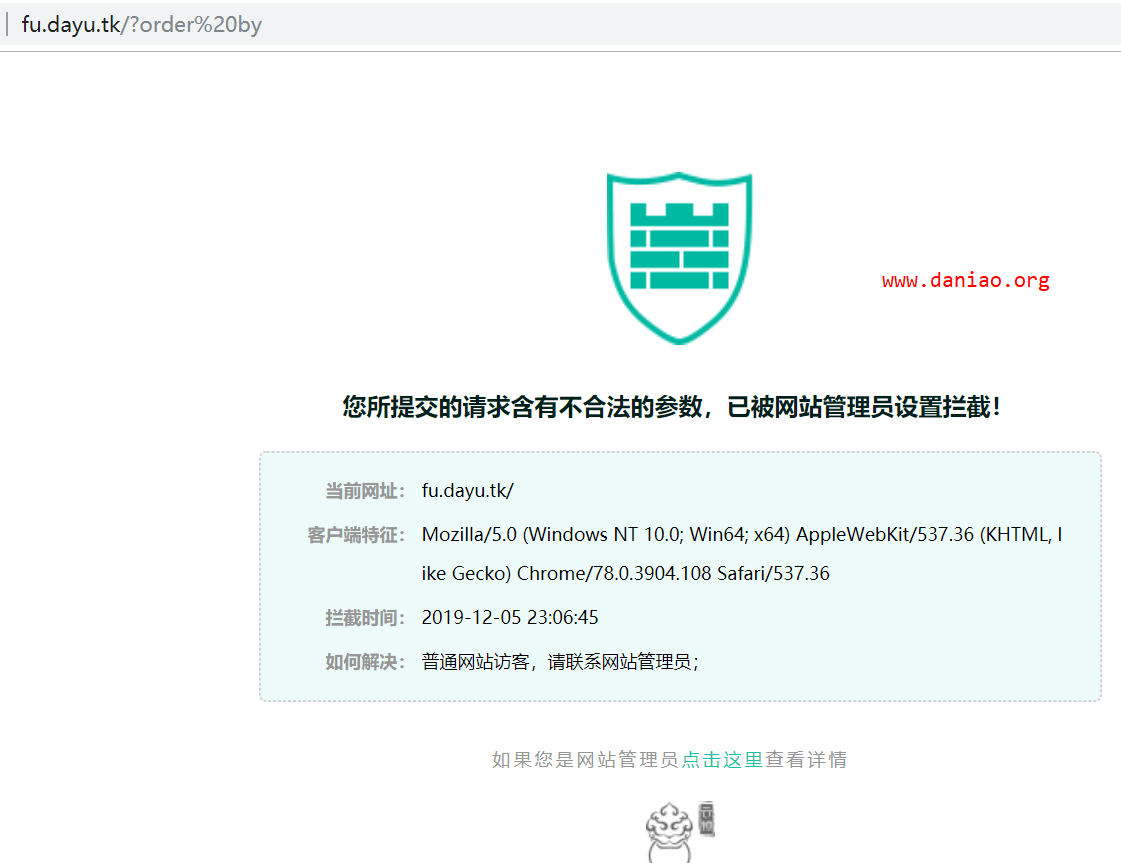 fu.dayu.tk/?order%20by
www.daniao.org
您所提交的请求含有不合法的参数，已被网站管理员设置拦截！
当前网址： fu.dayu.tk/
客户端特征： Mozilla/5.0 (Windows NT 10.0; Win64; x64) AppleWebKit/537.36 (KHTML, l
ike Gecko) Chrome/78.0.3904.108 Safari/537.36
拦截时间： 2019-12-05 23:06:45
如何解决： 普通网站访客，请联系网站管理员；
如果您是网站管理员点击这里查看详情